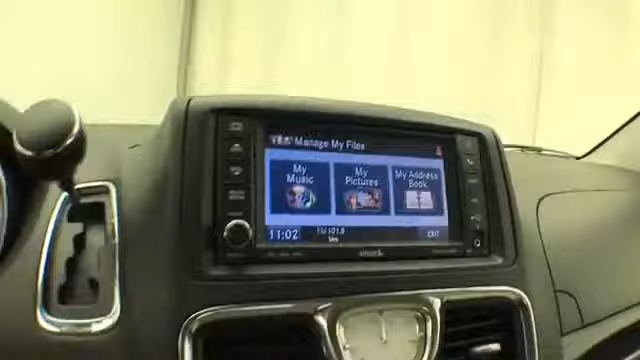 Manage My Files
My
Music
My
Pictures
My Address
Book
11:02
FM 101.9
EXIT